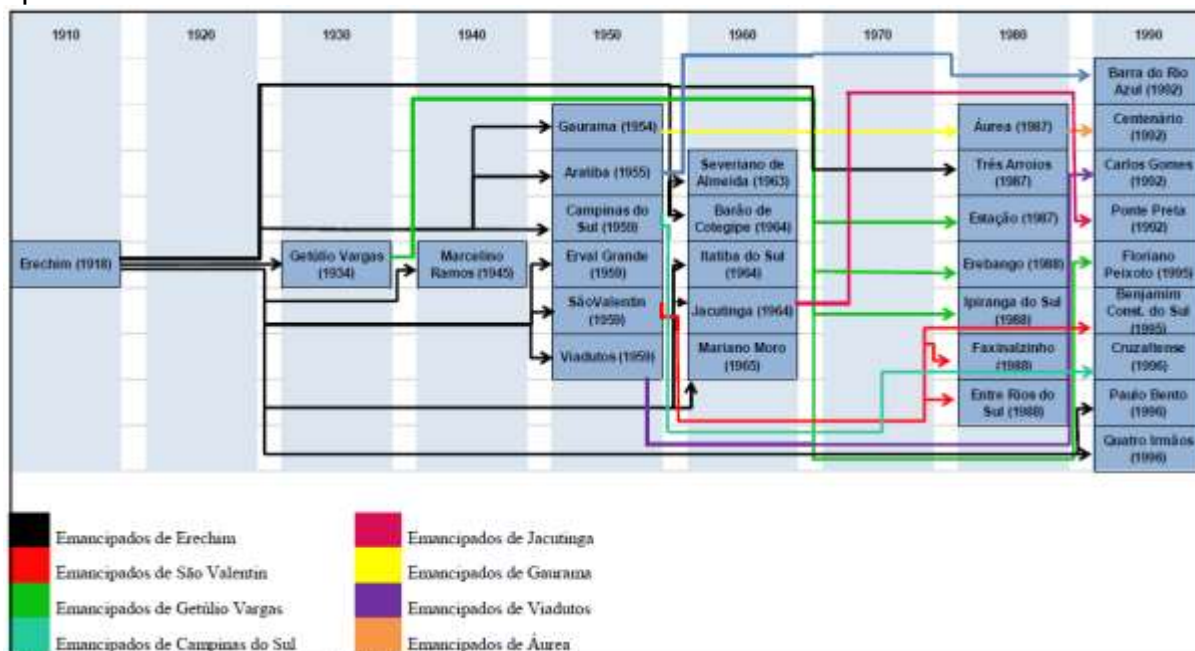 1910
1920
1930
1940
1950
1960
1970
1980
1990
Erechim (1918)
Getúlio Vargas
(1934)
Marcelino
Ramos (1945)
Gaurama (1954)
Aratiba (1955)
Campinas do
Sul (1959)
Erval Grande
(1959)
SãoValentin
(1959)
Viadutos (1959)
Severiano de
Almeida (1963)
Barão de
Cotegipe (1964)
Itatiba do Sul
(1964)
Jacutinga (1964)
Mariano Moro
(1965)
Áurea (1987)
Três Arroios
(1987)
Estação (1987)
Erebango (1988)
Ipiranga do Sul
(1988)
Faxinalzinho
(1988)
Entre Rios do
Sul (1988)
Barra do Rio
Azul (1992)
Centenário
(1992)
Carlos Gomes
(1992)
Ponte Preta
(1992)
Floriano
Peixoto (1995)
Benjamim
Const. do Sul
(1995)
Cruzaltense
(1996)
Paulo Bento
(1996)
Quatro Irmãos
(1996)
Emancipados de Erechim
Emancipados de São Valentin
Emancipados de Getúlio Vargas
Emancipados de Campinas do Sul
Emancipados de Jacutinga
Emancipados de Gaurama
Emancipados de Viadutos
Emancipados de Áurea